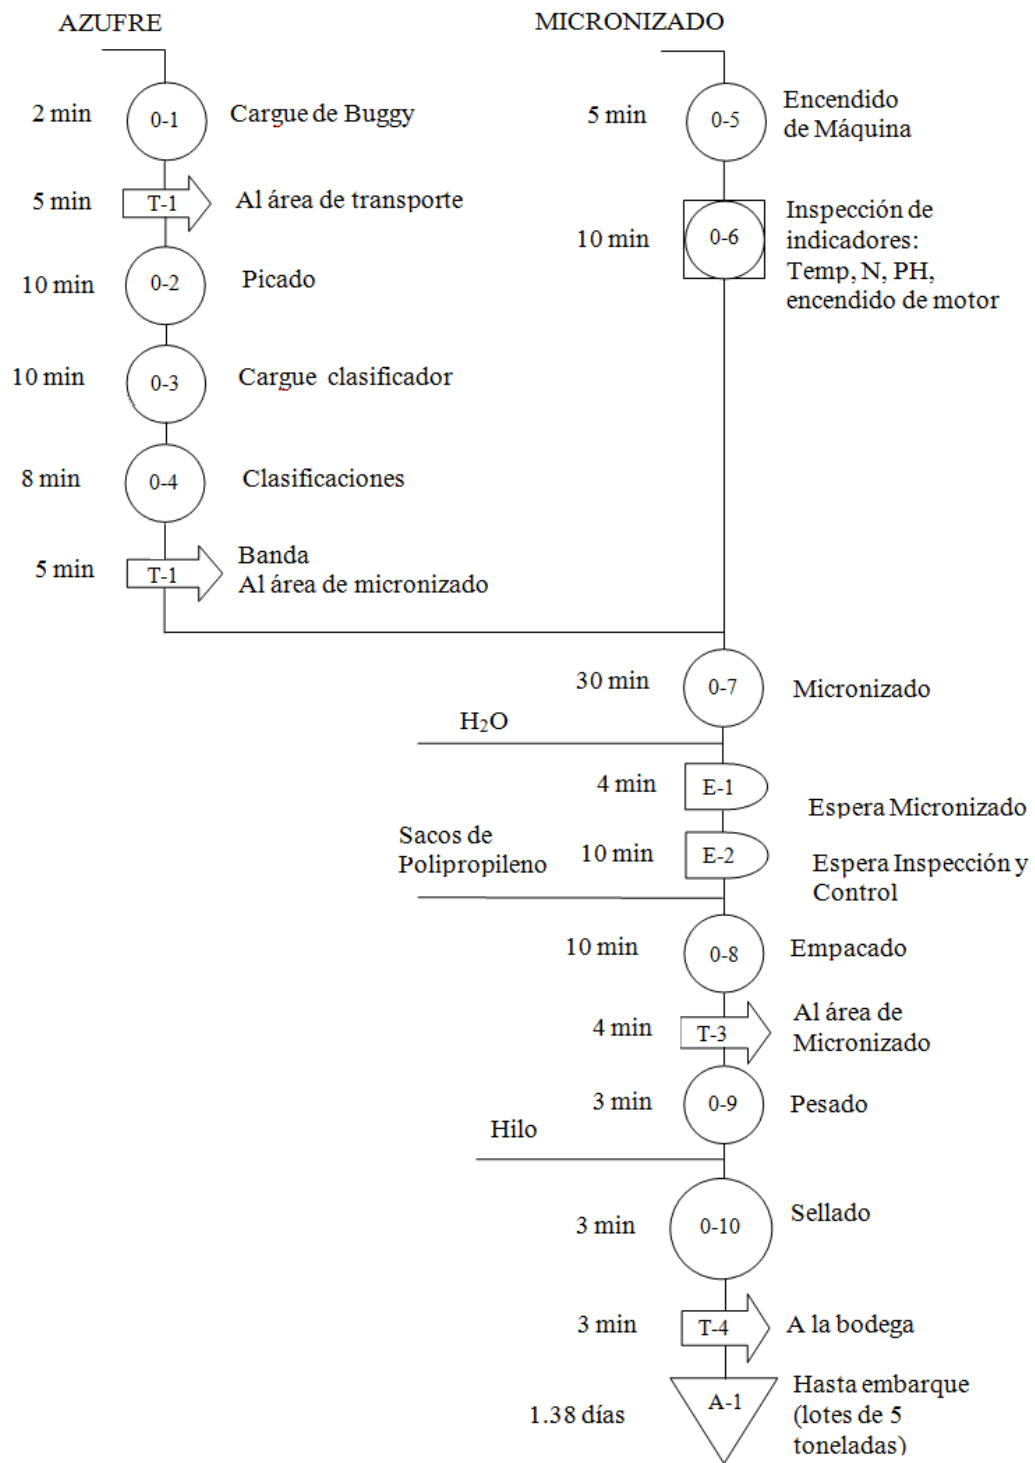 AZUFRE
MICRONIZADO
2 min
0-1
Cargue de Buggy
5 min
0-5
Encendido
de Máquina
5 min
T-1
Al área de transporte
10 min
0-6
Inspección de
indicadores:
Temp, N, PH,
encendido de motor
10 min
0-2
Picado
10 min
0-3
Cargue clasificador
8 min
0-4
Clasificaciones
5 min
T-1
Banda
Al área de micronizado
30 min
0-7
Micronizado
H₂O
4 min
E-1
Espera Micronizado
Sacos de
Polipropileno
10 min
E-2
Espera Inspección y
Control
10 min
0-8
Empacado
4 min
T-3
Al área de
Micronizado
3 min
0-9
Pesado
Hilo
3 min
0-10
Sellado
3 min
T-4
A la bodega
1.38 días
A-1
Hasta embarque
(lotes de 5
toneladas)